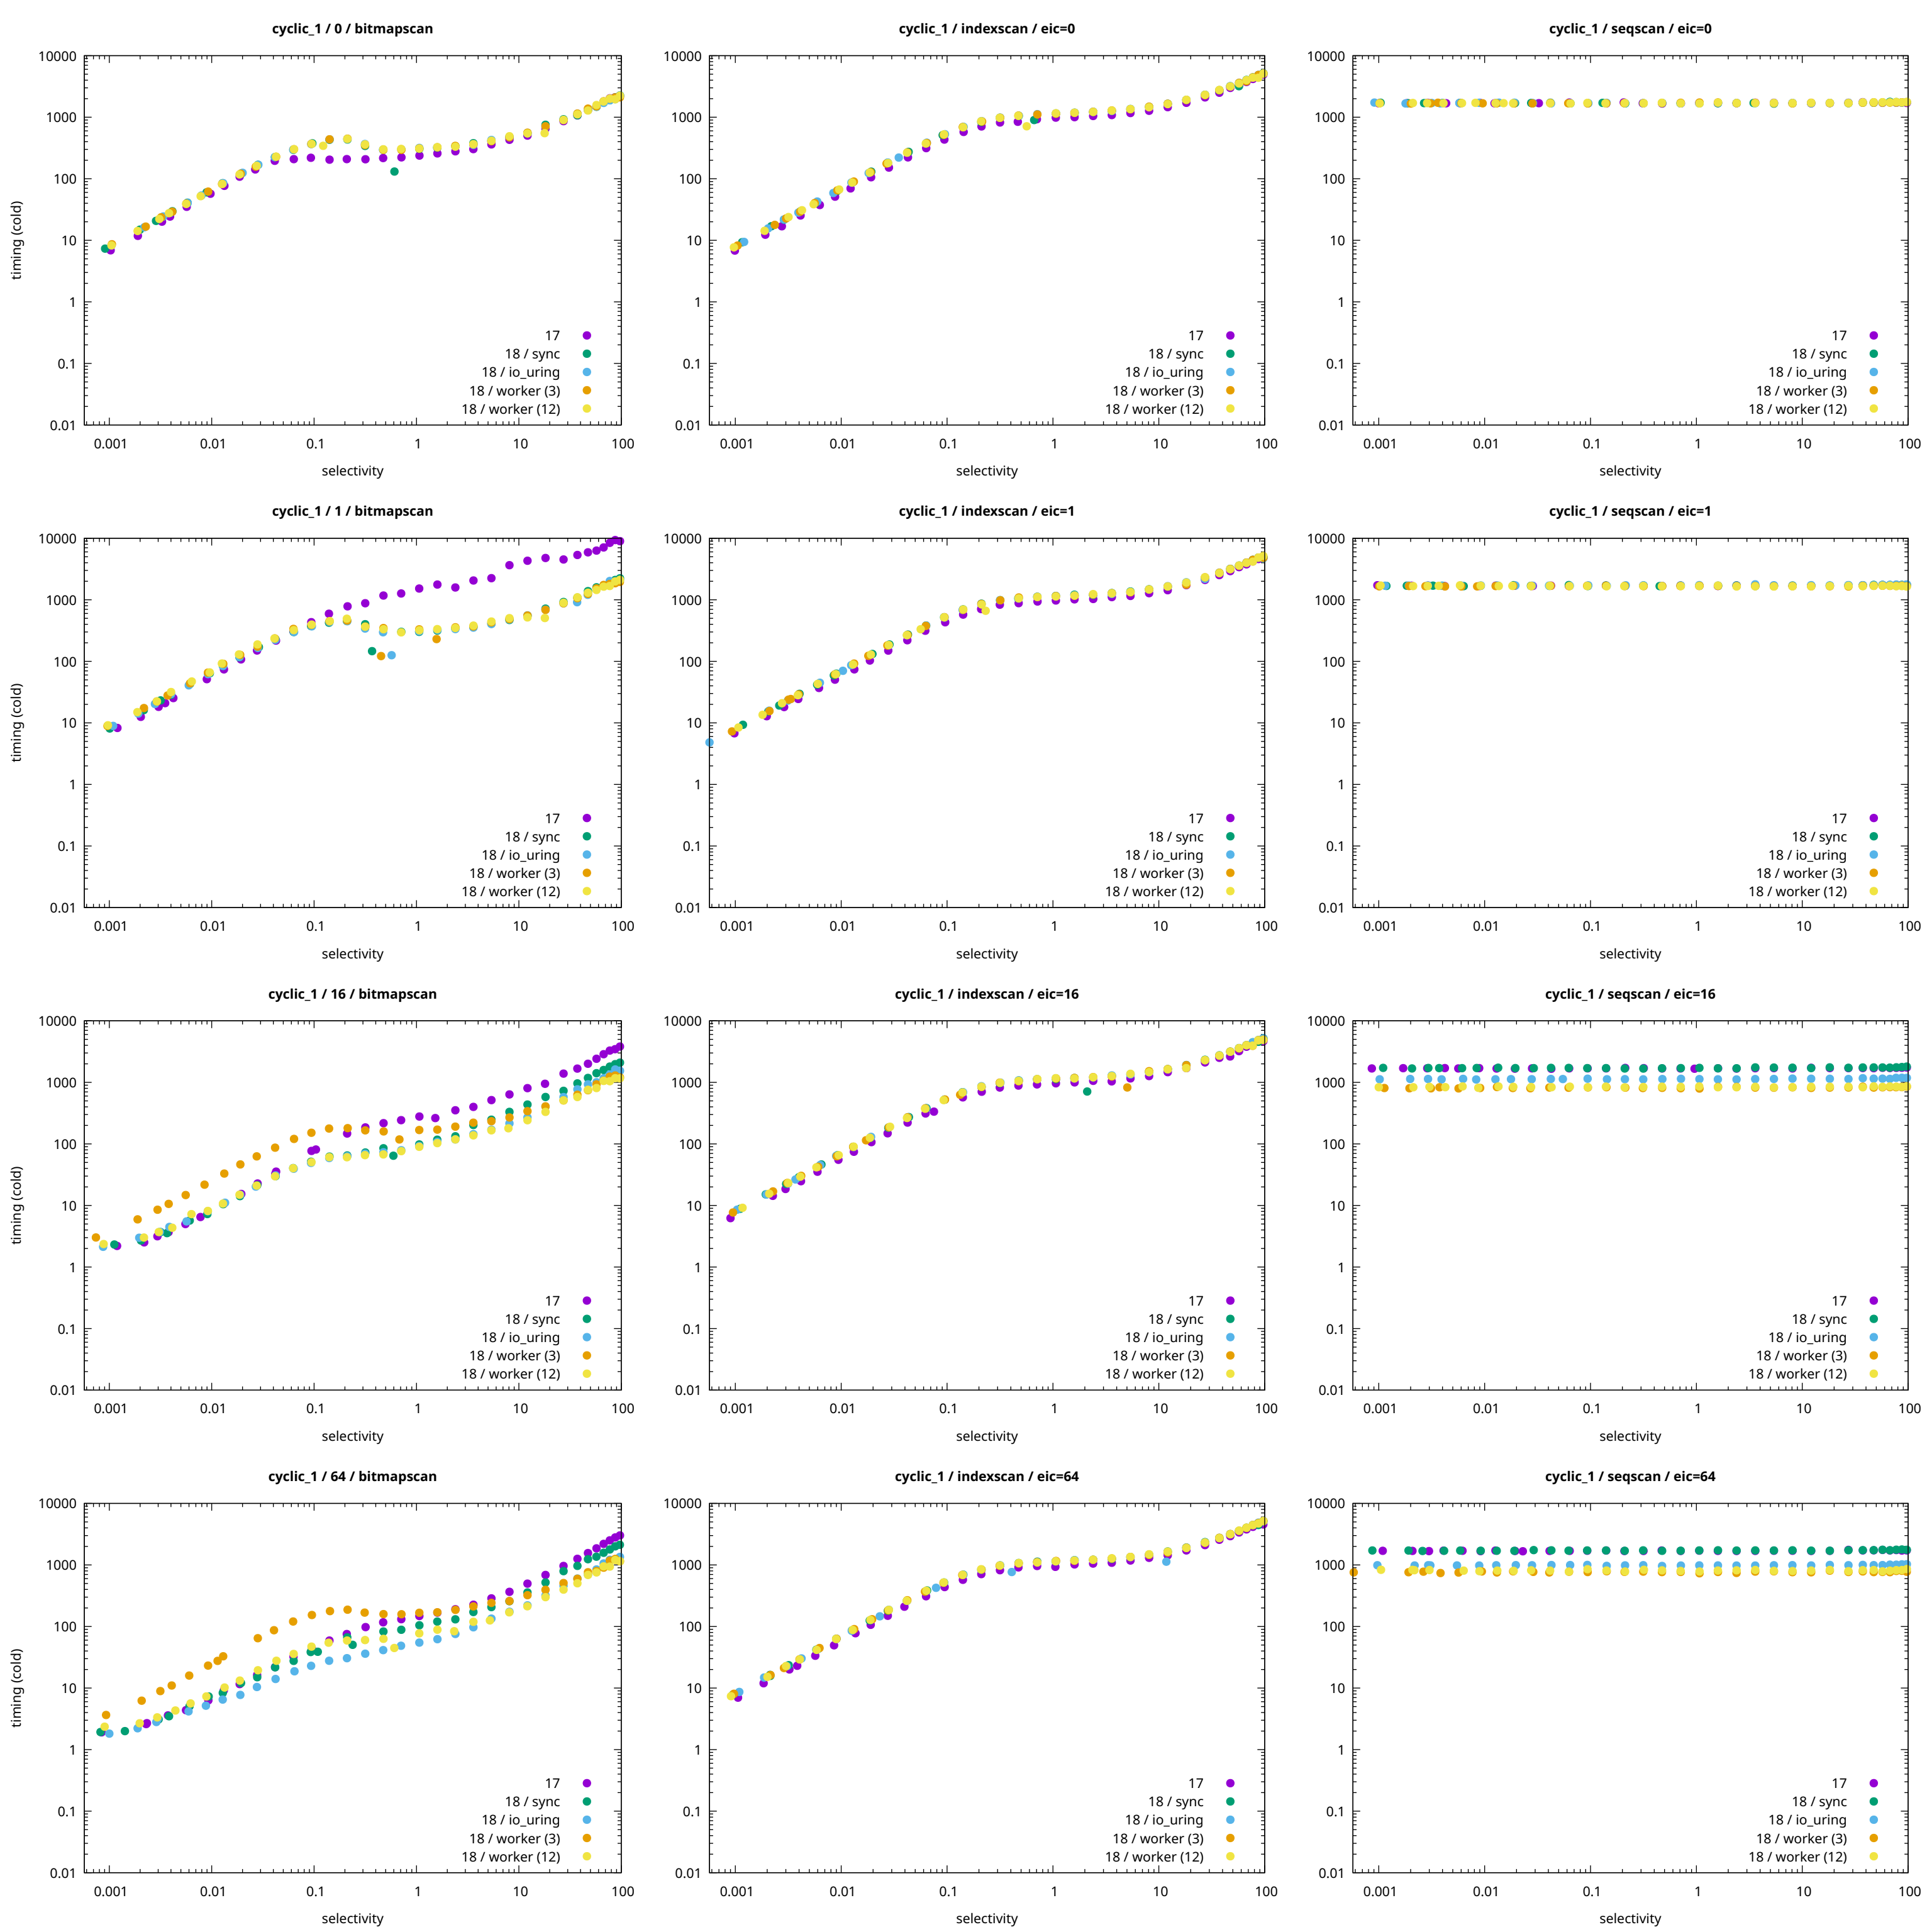 cyclic_1 / 0 / bitmapscan
10000
1000
100
10
1
0.1
0.01
timing (cold)
17
18 / sync
18 / io_uring
18 / worker (3)
18 / worker (12)
0.001 0.01 0.1 1 10 100
selectivity
cyclic_1 / indexscan / eic=0
10000
1000
100
10
1
0.1
0.01
17
18 / sync
18 / io_uring
18 / worker (3)
18 / worker (12)
0.001 0.01 0.1 1 10 100
selectivity
cyclic_1 / seqscan / eic=0
10000
1000
100
10
1
0.1
0.01
17
18 / sync
18 / io_uring
18 / worker (3)
18 / worker (12)
0.001 0.01 0.1 1 10 100
selectivity
cyclic_1 / 1 / bitmapscan
10000
1000
100
10
1
0.1
0.01
timing (cold)
17
18 / sync
18 / io_uring
18 / worker (3)
18 / worker (12)
0.001 0.01 0.1 1 10 100
selectivity
cyclic_1 / indexscan / eic=1
10000
1000
100
10
1
0.1
0.01
17
18 / sync
18 / io_uring
18 / worker (3)
18 / worker (12)
0.001 0.01 0.1 1 10 100
selectivity
cyclic_1 / seqscan / eic=1
10000
1000
100
10
1
0.1
0.01
17
18 / sync
18 / io_uring
18 / worker (3)
18 / worker (12)
0.001 0.01 0.1 1 10 100
selectivity
cyclic_1 / 16 / bitmapscan
10000
1000
100
10
1
0.1
0.01
timing (cold)
17
18 / sync
18 / io_uring
18 / worker (3)
18 / worker (12)
0.001 0.01 0.1 1 10 100
selectivity
cyclic_1 / indexscan / eic=16
10000
1000
100
10
1
0.1
0.01
17
18 / sync
18 / io_uring
18 / worker (3)
18 / worker (12)
0.001 0.01 0.1 1 10 100
selectivity
cyclic_1 / seqscan / eic=16
10000
1000
100
10
1
0.1
0.01
17
18 / sync
18 / io_uring
18 / worker (3)
18 / worker (12)
0.001 0.01 0.1 1 10 100
selectivity
cyclic_1 / 64 / bitmapscan
10000
1000
100
10
1
0.1
0.01
timing (cold)
17
18 / sync
18 / io_uring
18 / worker (3)
18 / worker (12)
0.001 0.01 0.1 1 10 100
selectivity
cyclic_1 / indexscan / eic=64
10000
1000
100
10
1
0.1
0.01
17
18 / sync
18 / io_uring
18 / worker (3)
18 / worker (12)
0.001 0.01 0.1 1 10 100
selectivity
cyclic_1 / seqscan / eic=64
10000
1000
100
10
1
0.1
0.01
17
18 / sync
18 / io_uring
18 / worker (3)
18 / worker (12)
0.001 0.01 0.1 1 10 100
selectivity